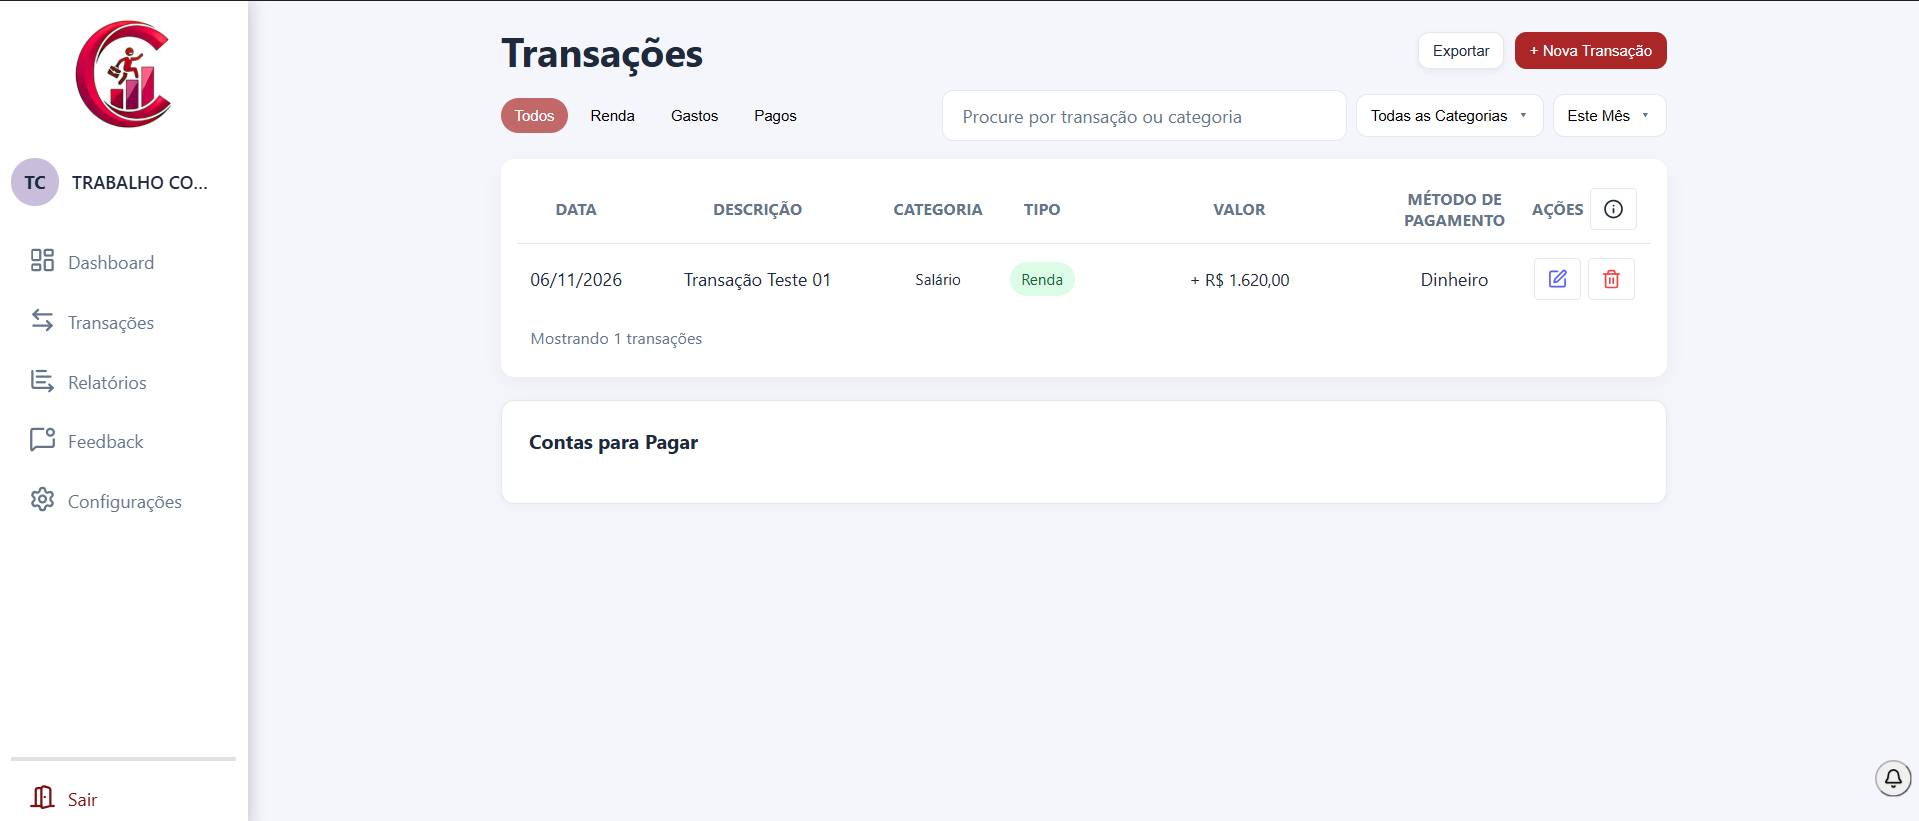 TC TRABALHO CO...
Dashboard
Transações
Relatórios
Feedback
Configurações
Sair
Transações
Exportar
+ Nova Transação
Todos Renda Gastos Pagos
Procure por transação ou categoria
Todas as Categorias
Este Mês
DATA DESCRIÇÃO CATEGORIA TIPO VALOR MÉTODO DE PAGAMENTO AÇÕES
06/11/2026 Transação Teste 01 Salário Renda + R$ 1.620,00 Dinheiro
Mostrando 1 transações
Contas para Pagar